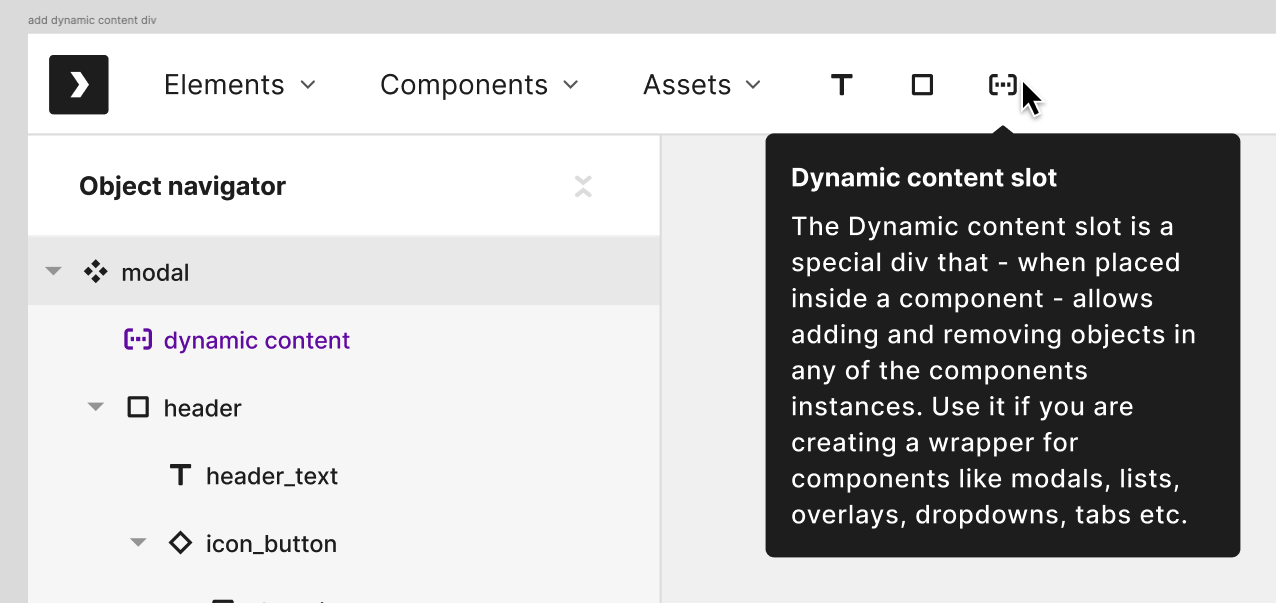 add dynamic content div
Elements
Components
Assets
Object navigator
modal
dynamic content
header
header_text
icon_button
Dynamic content slot
The Dynamic content slot is a
special div that - when placed
inside a component - allows
adding and removing objects in
any of the components
instances. Use it if you are
creating a wrapper for
components like modals, lists,
overlays, dropdowns, tabs etc.